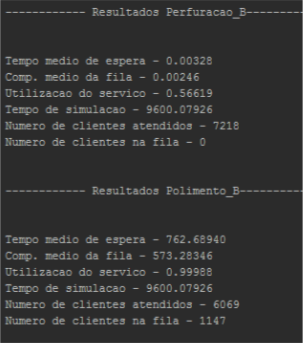 ------------ Resultados Perfuracao_B---------
Tempo medio de espera - 0.00328
Comp. medio da fila - 0.00246
Utilizacao do servico - 0.56619
Tempo de simulacao - 9600.07926
Numero de clientes atendidos - 7218
Numero de clientes na fila - 0
------------ Resultados Polimento_B----------
Tempo medio de espera - 762.68940
Comp. medio da fila - 573.28346
Utilizacao do servico - 0.99988
Tempo de simulacao - 9600.07926
Numero de clientes atendidos - 6069
Numero de clientes na fila - 1147